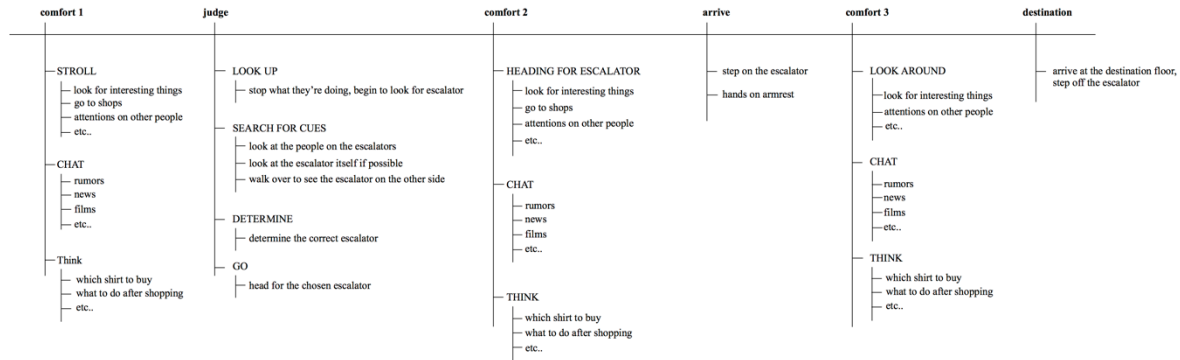 comfort 1
judge
comfort 2
arrive
comfort 3
destination
STROLL
look for interesting things
go to shops
attentions on other people
etc..
CHAT
rumors
news
films
etc..
Think
which shirt to buy
what to do after shopping
etc..
LOOK UP
stop what they're doing, begin to look for escalator
SEARCH FOR CUES
look at the people on the escalators
look at the escalator itself if possible
walk over to see the escalator on the other side
DETERMINE
determine the correct escalator
GO
head for the chosen escalator
HEADING FOR ESCALATOR
look for interesting things
go to shops
attentions on other people
etc..
CHAT
rumors
news
films
etc..
THINK
which shirt to buy
what to do after shopping
etc..
step on the escalator
hands on armrest
LOOK AROUND
look for interesting things
attentions on other people
etc..
CHAT
rumors
news
films
etc..
THINK
which shirt to buy
what to do after shopping
etc..
arrive at the destination floor,
step off the escalator